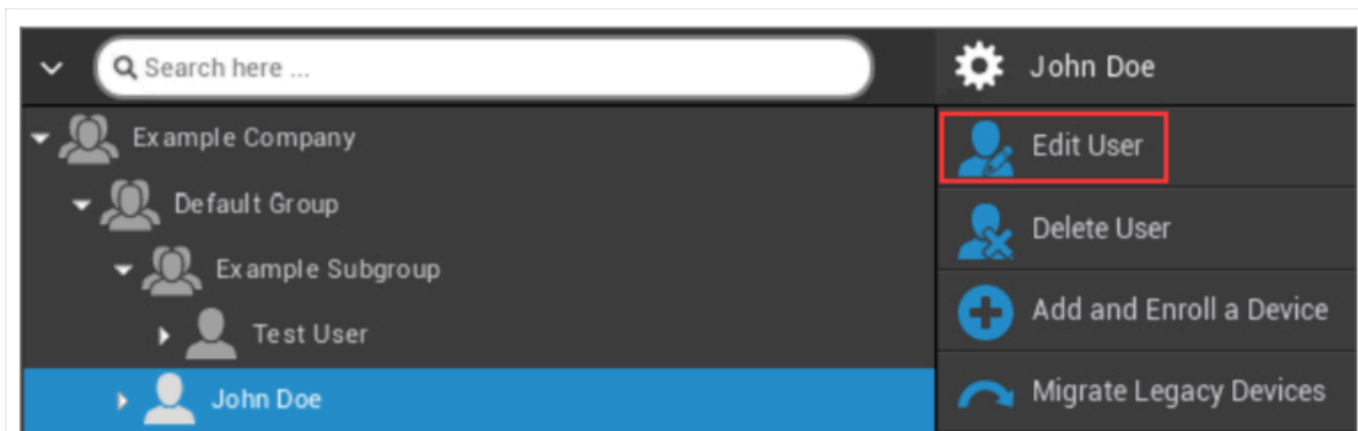 Search here ...
Example Company
Default Group
Example Subgroup
Test User
John Doe
John Doe
Edit User
Delete User
Add and Enroll a Device
Migrate Legacy Devices